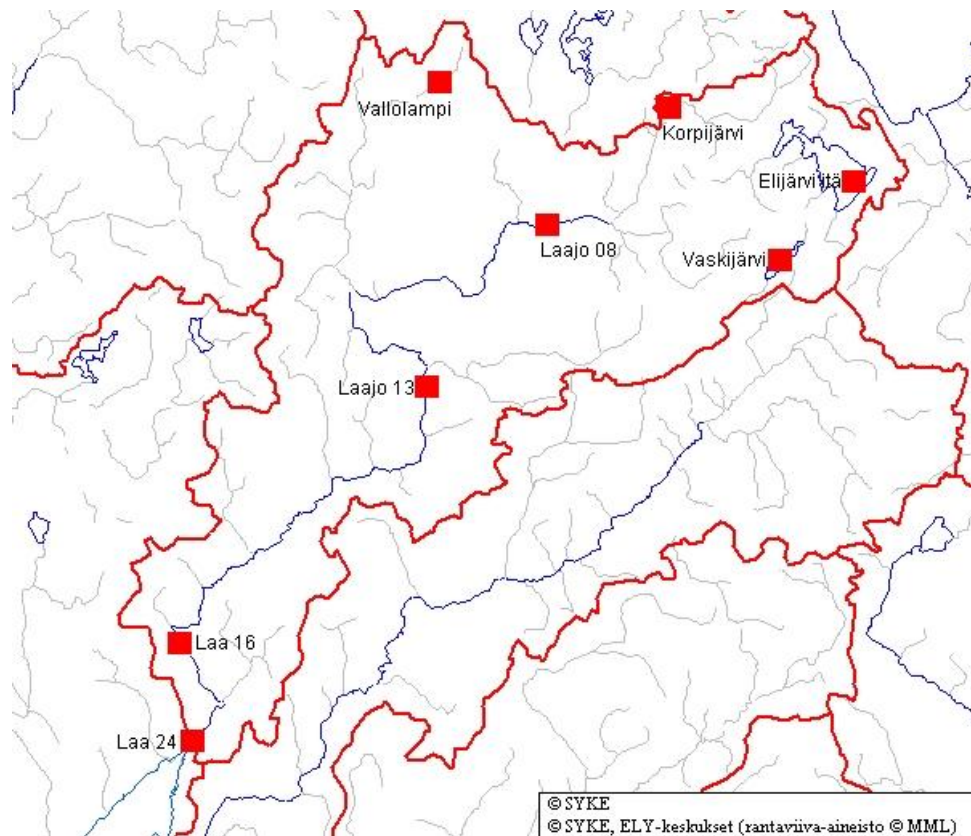 Vallolampi
Korpijärvi
Elijärvi itä
Laajo 08
Vaskijärvi
Laajo 13
Laa 16
Laa 24
© SYKE
© SYKE, ELY-keskukset (rantaviiva-aineisto © MML)